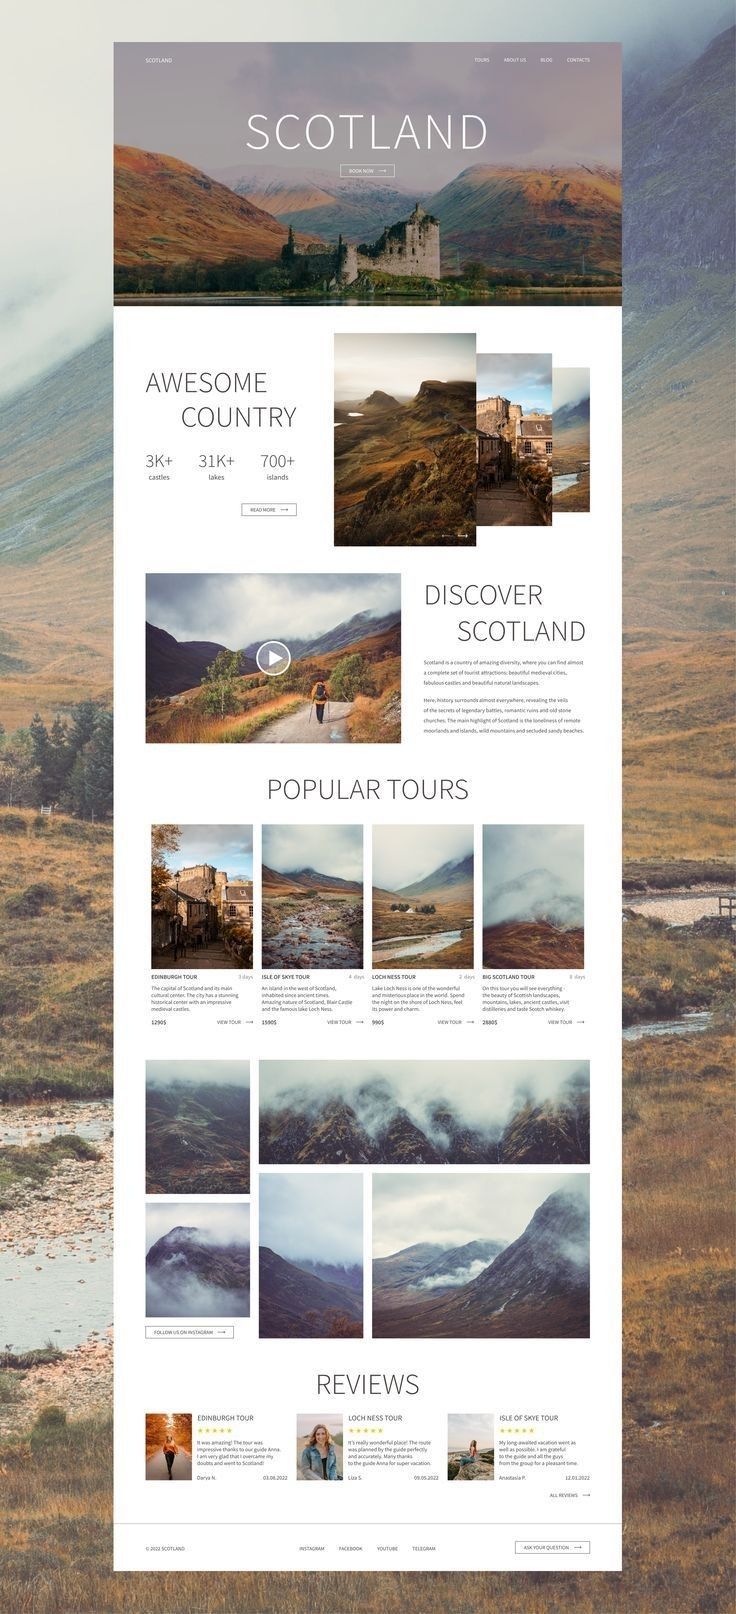 SCOTLAND
TOURS ABOUT US BLOG CONTACTS
SCOTLAND
BOOK NOW
AWESOME
COUNTRY
3K+ 31K+ 700+
castles lakes islands
READ MORE
DISCOVER
SCOTLAND
Scotland is a country of amazing diversity, where you can find almost
a complete set of tourist attractions: beautiful medieval cities,
fabulous castles and beautiful natural landscapes.
Here, history surrounds almost everywhere, revealing the veils
of the secrets of legendary battles, romantic ruins and old stone
churches. The main highlight of Scotland is the loneliness of remote
moorlands and islands, wild mountains and secluded sandy beaches.
POPULAR TOURS
EDINBURGH TOUR 3 days
The capital of Scotland and its main
cultural center. The city has a stunning
historical center with an impressive
medieval castles.
1290$ VIEW TOUR
ISLE OF SKYE TOUR 4 days
An island in the west of Scotland,
inhabited since ancient times.
Amazing nature of Scotland, Blair Castle
and the famous lake Loch Ness.
1590$ VIEW TOUR
LOCH NESS TOUR 2 days
Lake Loch Ness is one of the wonderful
and misterious place in the world. Spend
the night on the shore of Loch Ness, feel
its power and charm.
990$ VIEW TOUR
BIG SCOTLAND TOUR 8 days
On this tour you will see everything -
the beauty of Scottish landscapes,
mountains, lakes, ancient castles, visit
distilleries and taste Scotch whiskey.
2880$ VIEW TOUR
FOLLOW US ON INSTAGRAM
REVIEWS
EDINBURGH TOUR
It was amazing! The tour was
impressive thanks to our guide Anna.
I am very glad that I overcame my
doubts and went to Scotland!
Darya N. 03.08.2022
LOCH NESS TOUR
It's really wonderful place! The route
was planned by the guide perfectly
and accurately. Many thanks
to the guide Anna for super vacation.
Liza S. 09.05.2022
ISLE OF SKYE TOUR
My long-awaited vacation went as
well as possible. I am grateful
to the guide and all the guys
from the group for a pleasant time.
Anastasia P. 12.01.2022
ALL REVIEWS
© 2022 SCOTLAND
INSTAGRAM FACEBOOK YOUTUBE TELEGRAM
ASK YOUR QUESTION